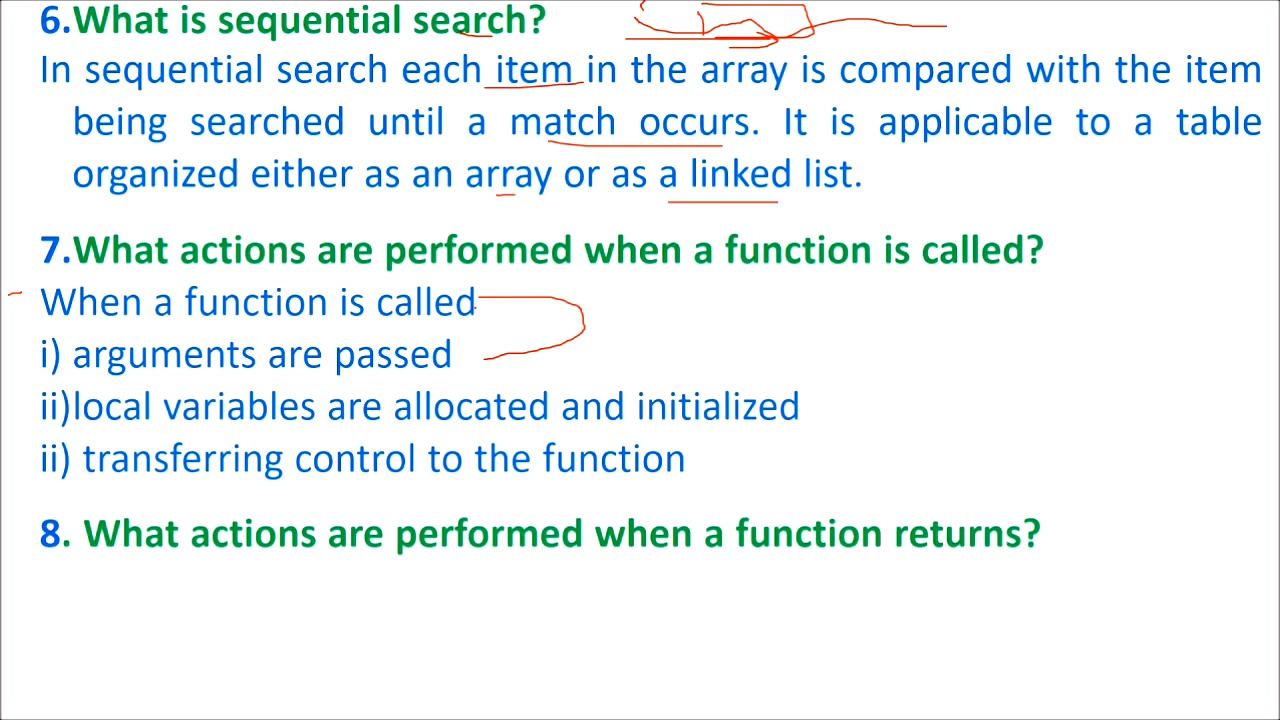 6.What is sequential search?
In sequential search each item in the array is compared with the item
being searched until a match occurs. It is applicable to a table
organized either as an array or as a linked list.
7.What actions are performed when a function is called?
When a function is called
i) arguments are passed
ii)local variables are allocated and initialized
ii) transferring control to the function
8. What actions are performed when a function returns?